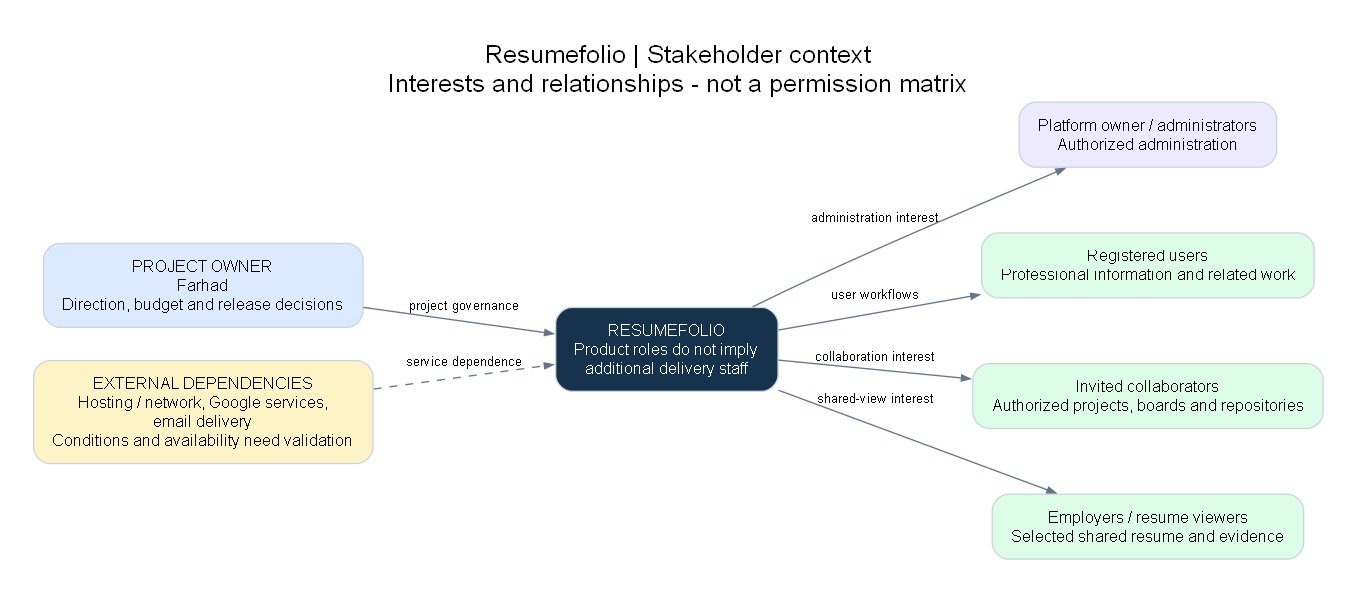 Resumefolio | Stakeholder context
Interests and relationships - not a permission matrix
Platform owner / administrators
Authorized administration
administration interest
Registered users
Professional information and related work
PROJECT OWNER
Farhad
Direction, budget and release decisions
user workflows
project governance
RESUMEFOLIO
Product roles do not imply
additional delivery staff
service dependence
collaboration interest
EXTERNAL DEPENDENCIES
Hosting / network, Google services,
email delivery
Conditions and availability need validation
Invited collaborators
Authorized projects, boards and repositories
shared-view interest
Employers / resume viewers
Selected shared resume and evidence